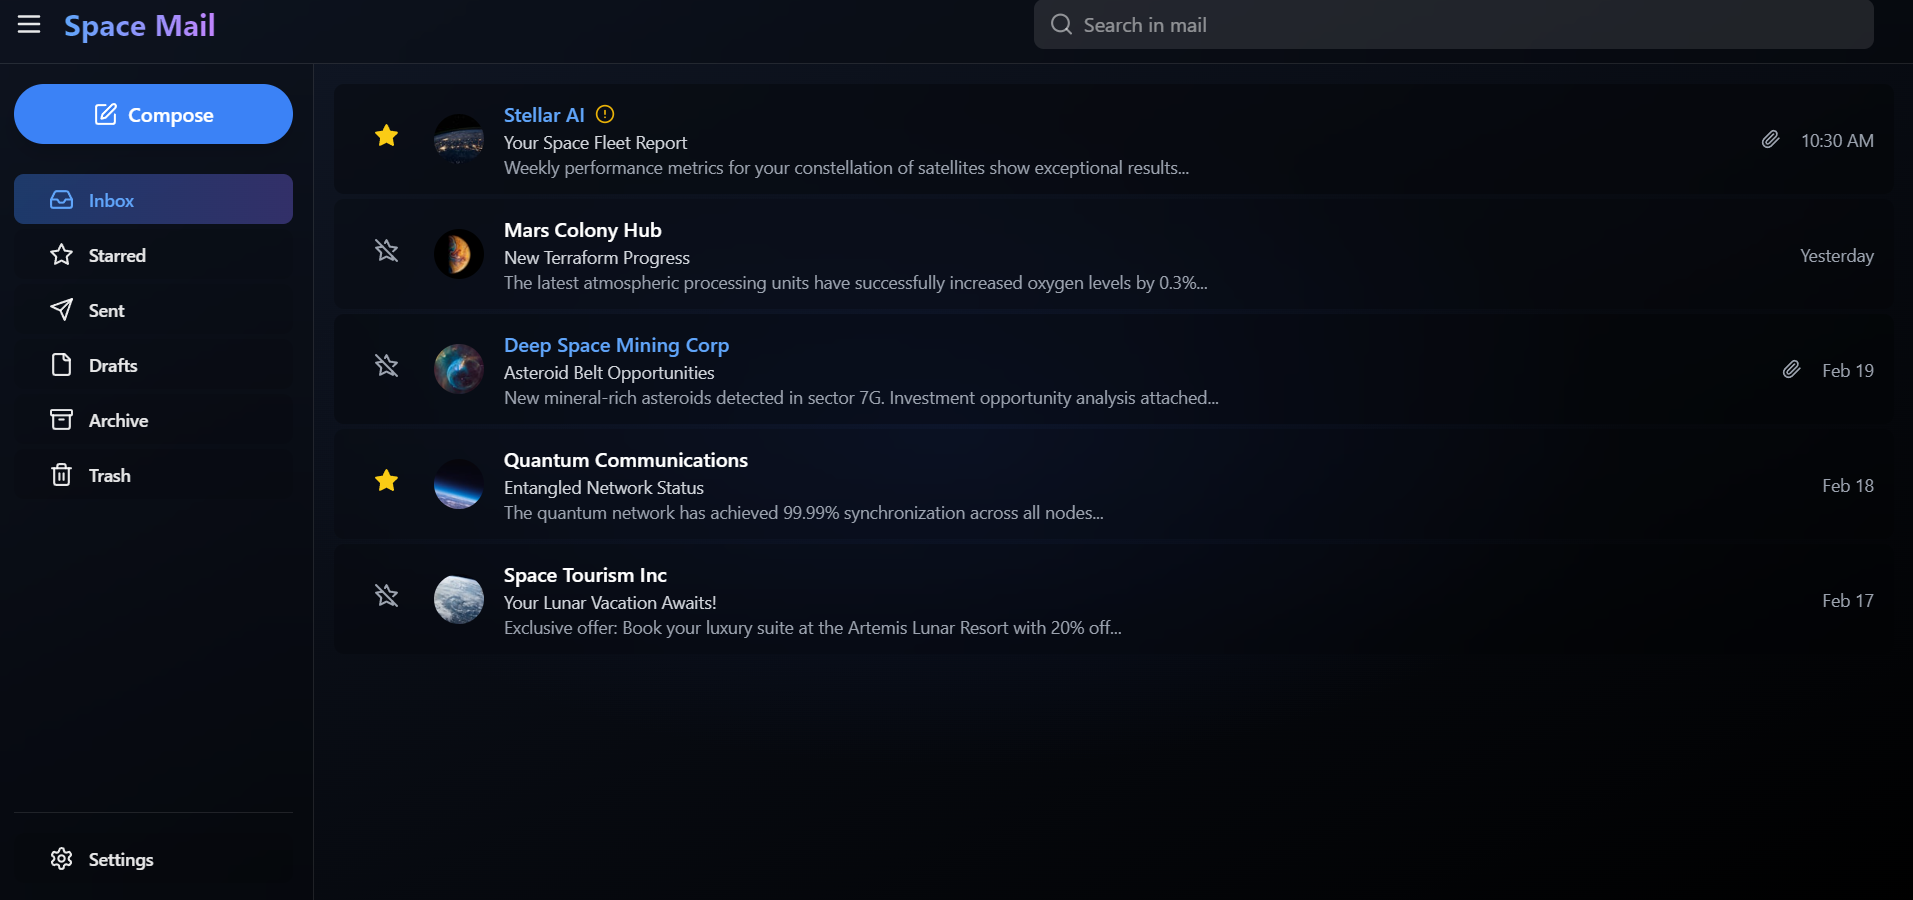 Space Mail
Search in mail
Compose
Inbox
Starred
Sent
Drafts
Archive
Trash
Settings
Stellar AI
Your Space Fleet Report
Weekly performance metrics for your constellation of satellites show exceptional results...
10:30 AM
Mars Colony Hub
New Terraform Progress
The latest atmospheric processing units have successfully increased oxygen levels by 0.3%...
Yesterday
Deep Space Mining Corp
Asteroid Belt Opportunities
New mineral-rich asteroids detected in sector 7G. Investment opportunity analysis attached...
Feb 19
Quantum Communications
Entangled Network Status
The quantum network has achieved 99.99% synchronization across all nodes...
Feb 18
Space Tourism Inc
Your Lunar Vacation Awaits!
Exclusive offer: Book your luxury suite at the Artemis Lunar Resort with 20% off...
Feb 17